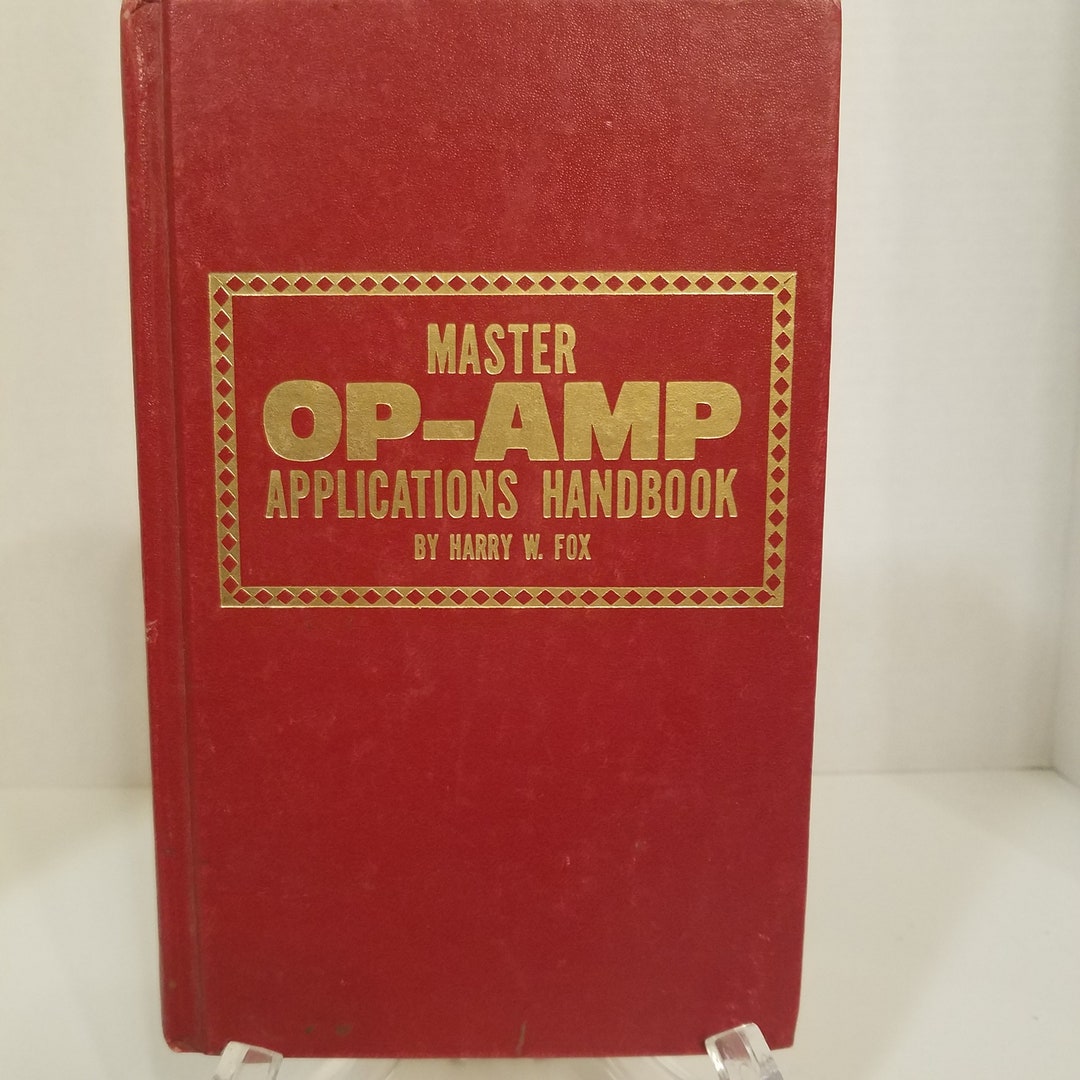 MASTER
OP-AMP
APPLICATIONS HANDBOOK
BY HARRY W. FOX